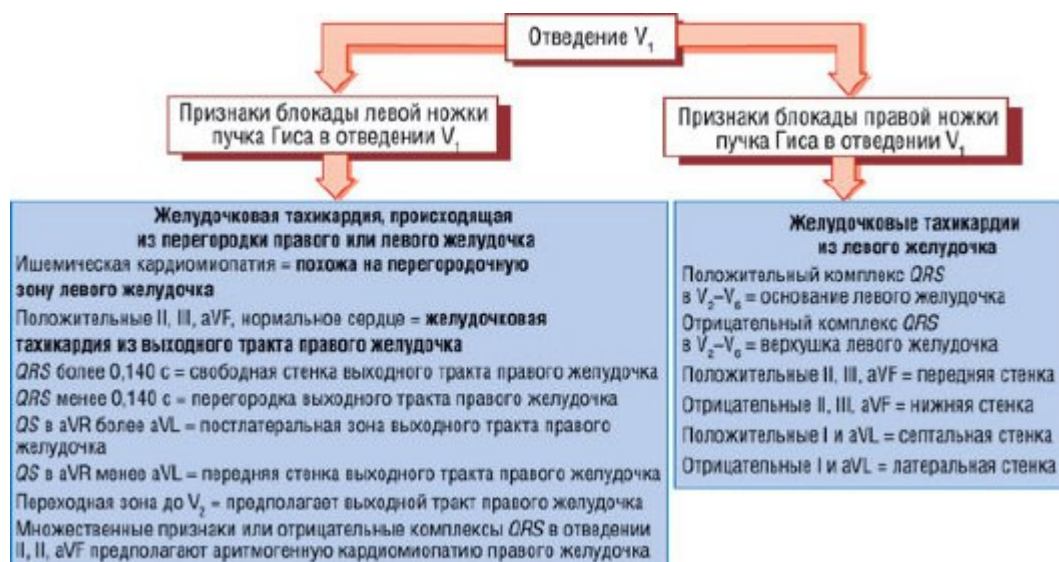 Отведение V₁
Признаки блокады левой ножки
пучка Гиса в отведении V₁
Признаки блокады правой ножки
пучка Гиса в отведении V₁
Желудочковая тахикардия, происходящая
из перегородки правого или левого желудочка
Ишемическая кардиомиопатия = похожа на перегородочную
зону левого желудочка
Положительные II, III, aVF, нормальное сердце = желудочковая
тахикардия из выходного тракта правого желудочка
QRS более 0,140 с = свободная стенка выходного тракта правого желудочка
QRS менее 0,140 с = перегородка выходного тракта правого желудочка
QS в aVR более aVL = постлатеральная зона выходного тракта правого
желудочка
QS в aVR менее aVL = передняя стенка выходного тракта правого желудочка
Переходная зона до V₂ = предполагает выходной тракт правого желудочка
Множественные признаки или отрицательные комплексы QRS в отведении
II, II, aVF предполагают аритмогенную кардиомиопатию правого желудочка
Желудочковые тахикардии
из левого желудочка
Положительный комплекс QRS
в V₂–V₆ = основание левого желудочка
Отрицательный комплекс QRS
в V₂–V₆ = верхушка левого желудочка
Положительные II, III, aVF = передняя стенка
Отрицательные II, III, aVF = нижняя стенка
Положительные I и aVL = септальная стенка
Отрицательные I и aVL = латеральная стенка